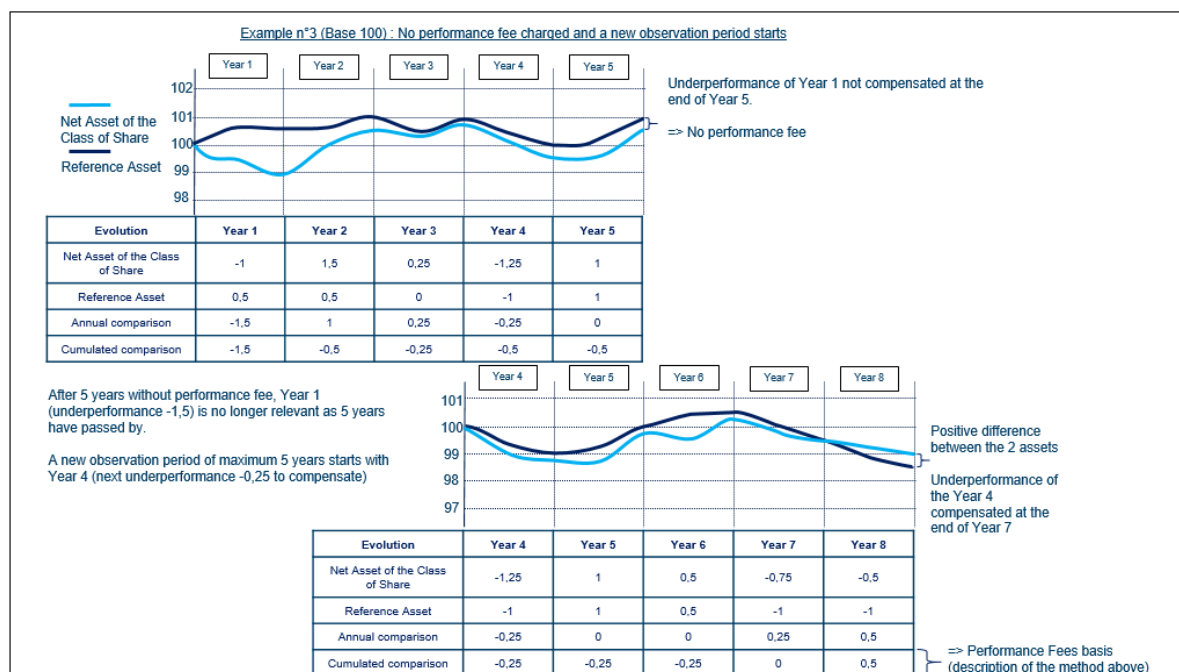 Example n°3 (Base 100) : No performance fee charged and a new observation period starts
Year 1 Year 2 Year 3 Year 4 Year 5
102
101
100
99
98
Net Asset of the
Class of Share
Reference Asset
Underperformance of Year 1 not compensated at the
end of Year 5.
=> No performance fee
Evolution Year 1 Year 2 Year 3 Year 4 Year 5
Net Asset of the Class
of Share -1 1,5 0,25 -1,25 1
Reference Asset 0,5 0,5 0 -1 1
Annual comparison -1,5 1 0,25 -0,25 0
Cumulated comparison -1,5 -0,5 -0,25 -0,5 -0,5
After 5 years without performance fee, Year 1
(underperformance -1,5) is no longer relevant as 5 years
have passed by.
A new observation period of maximum 5 years starts with
Year 4 (next underperformance -0,25 to compensate)
Year 4 Year 5 Year 6 Year 7 Year 8
101
100
99
98
97
Positive difference
between the 2 assets
Underperformance of
the Year 4
compensated at the
end of Year 7
Evolution Year 4 Year 5 Year 6 Year 7 Year 8
Net Asset of the Class
of Share -1,25 1 0,5 -0,75 -0,5
Reference Asset -1 1 0,5 -1 -1
Annual comparison -0,25 0 0 0,25 0,5
Cumulated comparison -0,25 -0,25 -0,25 0 0,5
=> Performance Fees basis
(description of the method above)